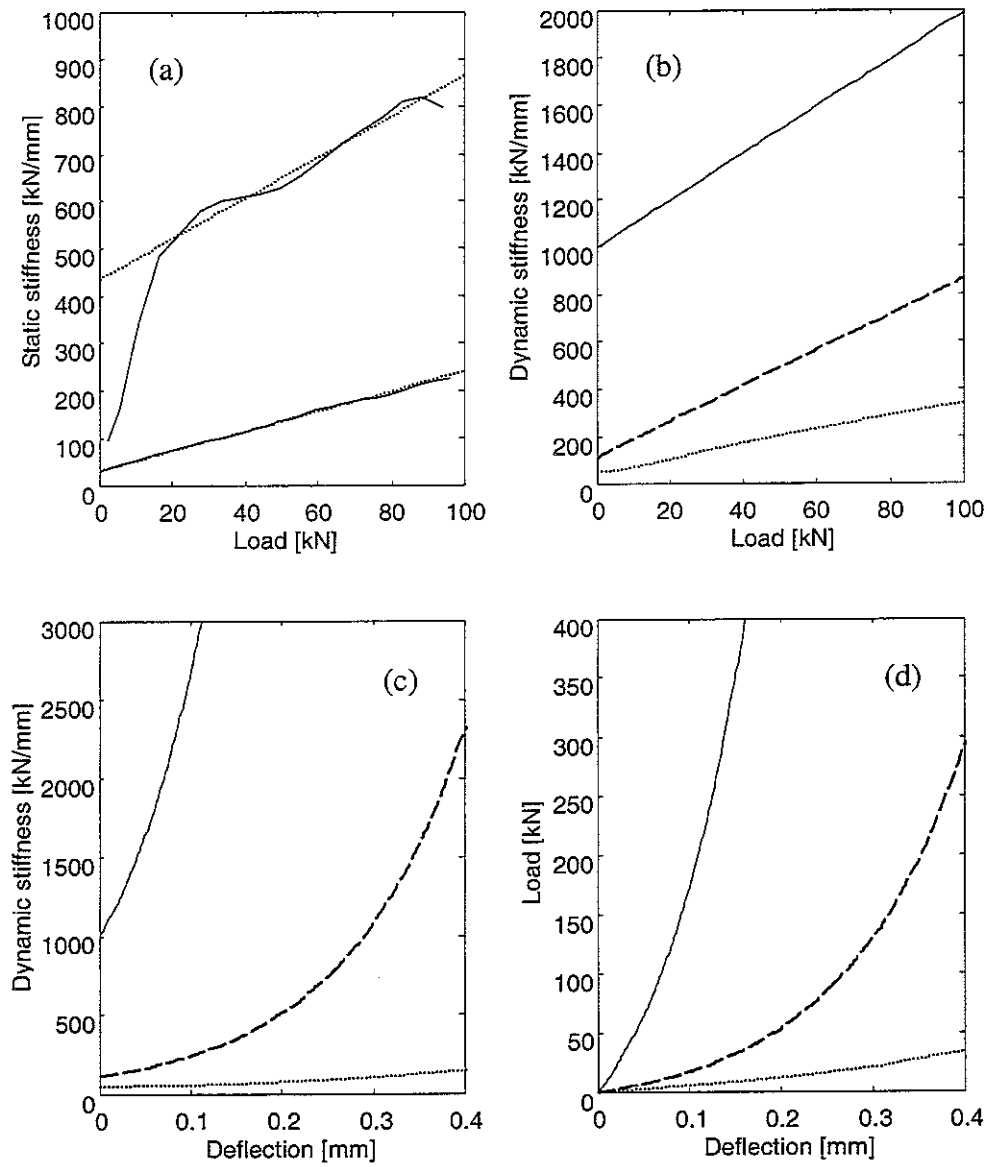 (a)
Static stiffness [kN/mm]
1000
900
800
700
600
500
400
300
200
100
0
0 20 40 60 80 100
Load [kN]
(b)
Dynamic stiffness [kN/mm]
2000
1800
1600
1400
1200
1000
800
600
400
200
0
0 20 40 60 80 100
Load [kN]
(c)
Dynamic stiffness [kN/mm]
3000
2500
2000
1500
1000
500
0
0 0.1 0.2 0.3 0.4
Deflection [mm]
(d)
Load [kN]
400
350
300
250
200
150
100
50
0
0 0.1 0.2 0.3 0.4
Deflection [mm]